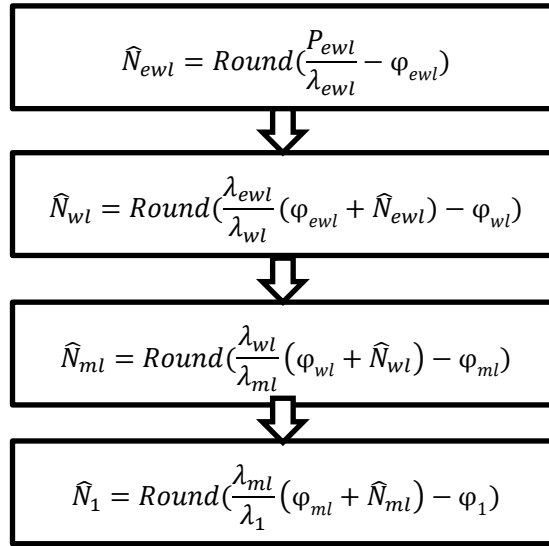 N̂_ewl = Round(P_ewl/λ_ewl − φ_ewl)
N̂_wl = Round(λ_ewl/λ_wl (φ_ewl + N̂_ewl) − φ_wl)
N̂_ml = Round(λ_wl/λ_ml (φ_wl + N̂_wl) − φ_ml)
N̂_1 = Round(λ_ml/λ_1 (φ_ml + N̂_ml) − φ_1)